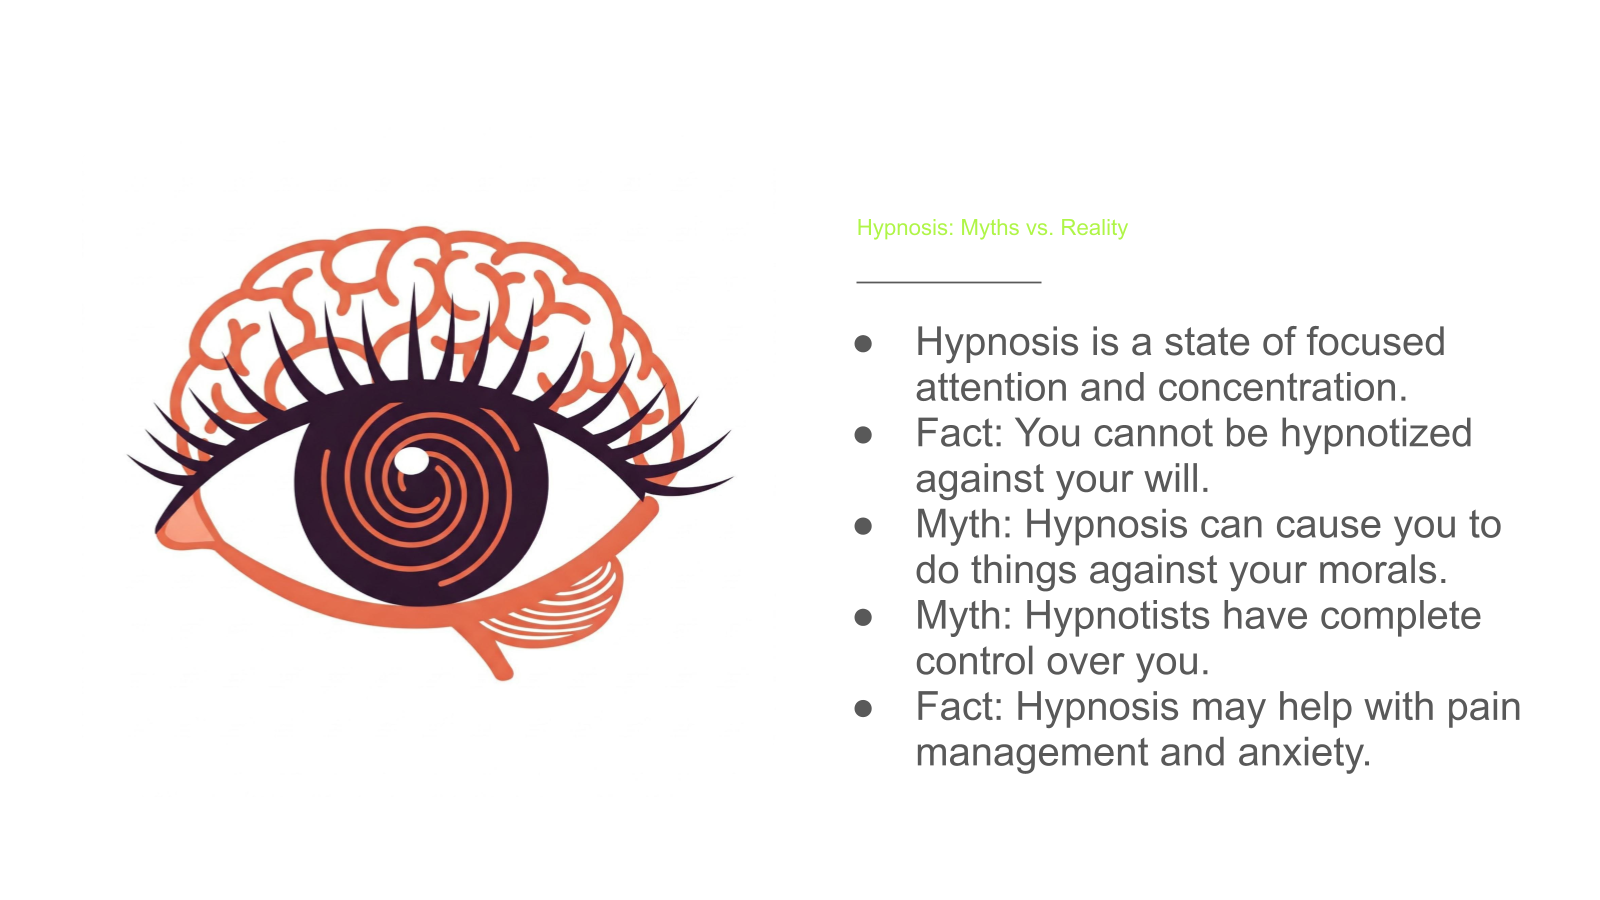 Hypnosis: Myths vs. Reality
● Hypnosis is a state of focused
attention and concentration.
● Fact: You cannot be hypnotized
against your will.
● Myth: Hypnosis can cause you to
do things against your morals.
● Myth: Hypnotists have complete
control over you.
● Fact: Hypnosis may help with pain
management and anxiety.